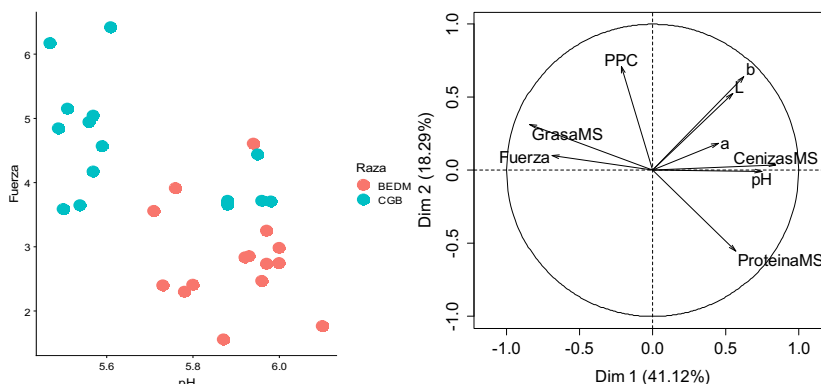 Fuerza
6
5
4
3
2
5.6
5.8
6.0
pH
Raza
BEDM
CGB
Dim 2 (18.29%)
1.0
0.5
0.0
-0.5
-1.0
PPC
b
L
GrasaMS
a
Fuerza
CenizasMS
pH
ProteinaMS
-1.0
-0.5
0.0
0.5
1.0
Dim 1 (41.12%)